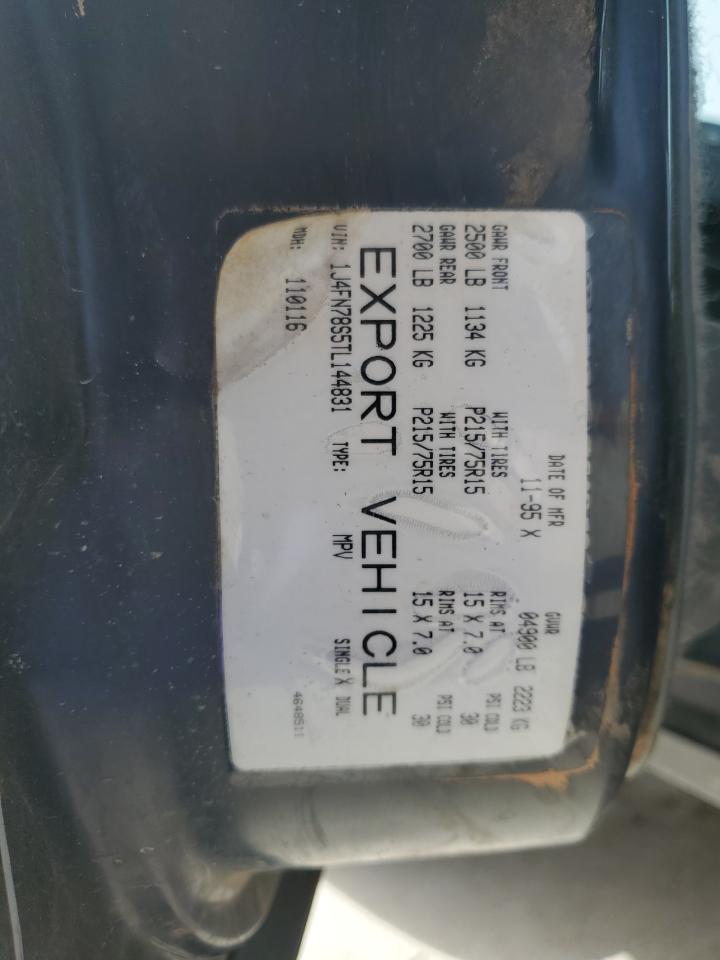 DATE OF MFR GVWR
11-95 X 04900 LB 2223 KG
GAWR FRONT WITH TIRES RIMS AT PSI COLD
2500 LB 1134 KG P215/75R15 15 X 7.0 30
GAWR REAR WITH TIRES RIMS AT PSI COLD
2700 LB 1225 KG P215/75R15 15 X 7.0 30
EXPORT VEHICLE
VIN: 1J4FN78S5TL144831 TYPE: MPV SINGLE X DUAL
MDH: 110116 4648511